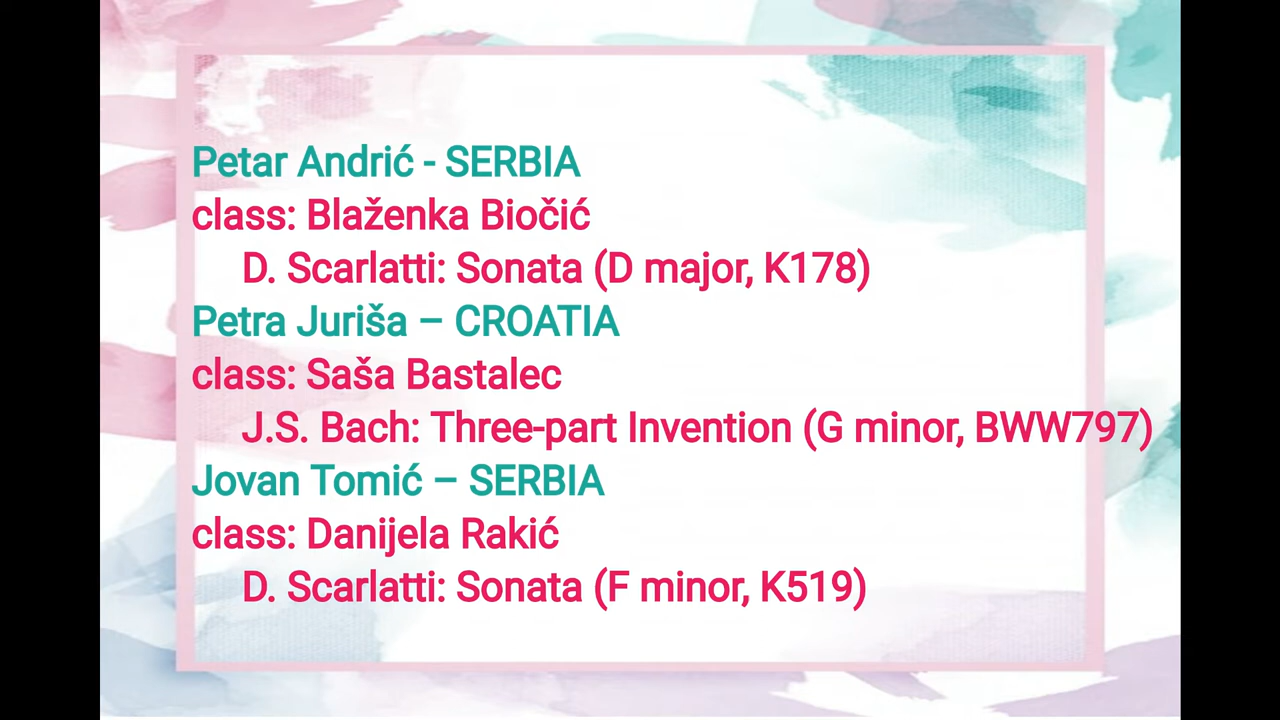 Petar Andrić - SERBIA
class: Blaženka Biočić
D. Scarlatti: Sonata (D major, K178)
Petra Juriša – CROATIA
class: Saša Bastalec
J.S. Bach: Three-part Invention (G minor, BWW797)
Jovan Tomić – SERBIA
class: Danijela Rakić
D. Scarlatti: Sonata (F minor, K519)